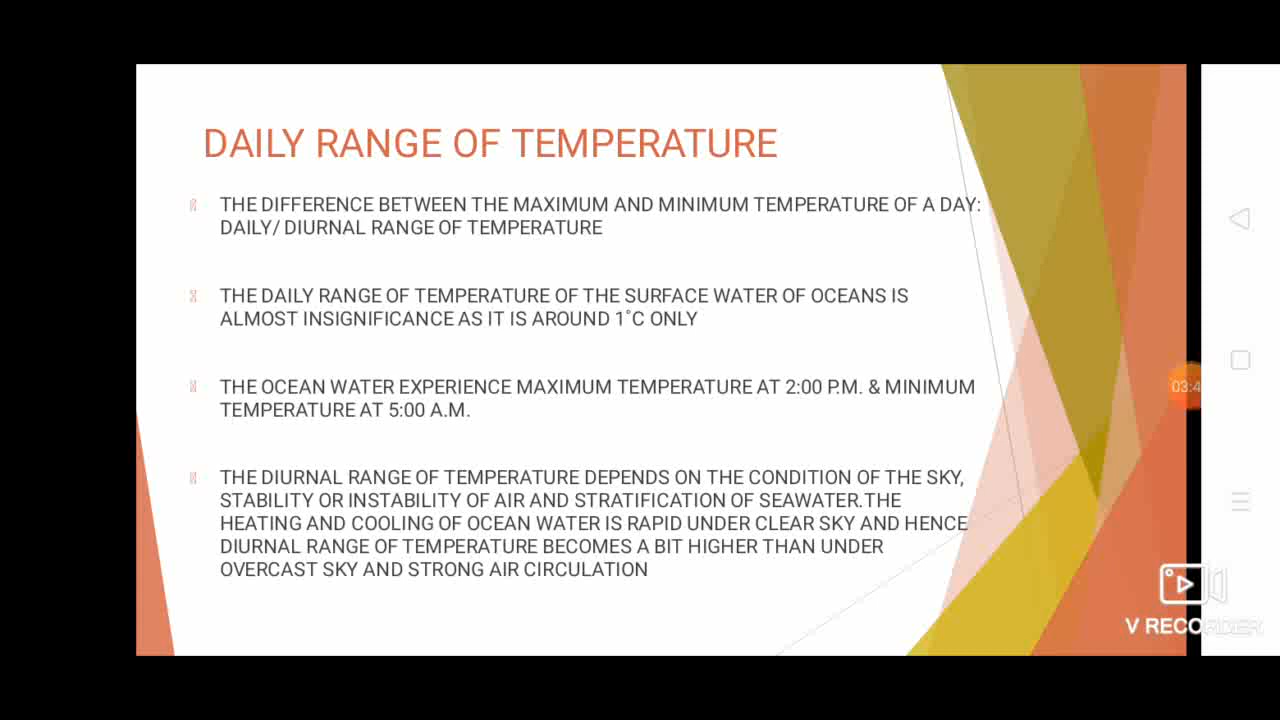 DAILY RANGE OF TEMPERATURE
THE DIFFERENCE BETWEEN THE MAXIMUM AND MINIMUM TEMPERATURE OF A DAY:
DAILY/ DIURNAL RANGE OF TEMPERATURE
THE DAILY RANGE OF TEMPERATURE OF THE SURFACE WATER OF OCEANS IS
ALMOST INSIGNIFICANCE AS IT IS AROUND 1˚C ONLY
THE OCEAN WATER EXPERIENCE MAXIMUM TEMPERATURE AT 2:00 P.M. & MINIMUM
TEMPERATURE AT 5:00 A.M.
THE DIURNAL RANGE OF TEMPERATURE DEPENDS ON THE CONDITION OF THE SKY,
STABILITY OR INSTABILITY OF AIR AND STRATIFICATION OF SEAWATER.THE
HEATING AND COOLING OF OCEAN WATER IS RAPID UNDER CLEAR SKY AND HENCE
DIURNAL RANGE OF TEMPERATURE BECOMES A BIT HIGHER THAN UNDER
OVERCAST SKY AND STRONG AIR CIRCULATION
03:4
V RECORDER